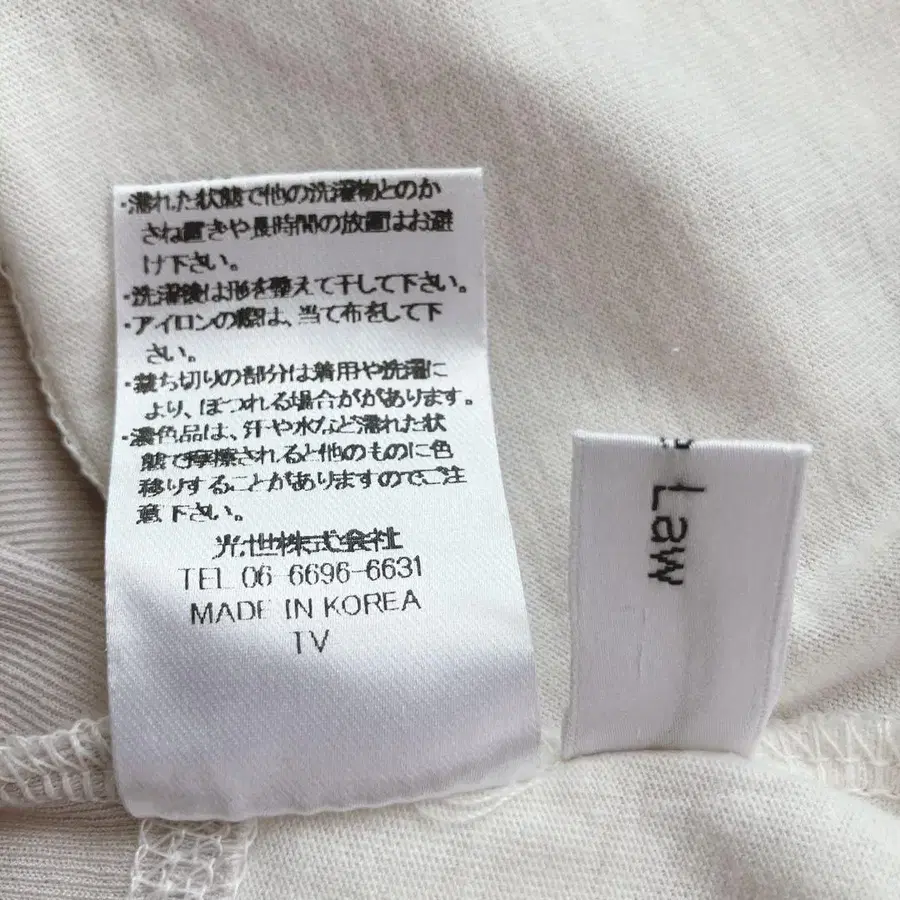 ・濡れた状態で他の洗濯物とのか
さね置きや長時間の放置はお避
け下さい。
・洗濯後は形を整えて干して下さい。
・アイロンの際は、当て布をして下
さい。
・裁ち切りの部分は着用や洗濯に
より、ほつれる場合ががあります。
・濃色品は、汗や水など濡れた状
態で摩擦されると他のものに色
移りすることがありますのでご注
意下さい。
光世株式会社
TEL 06-6696-6631
MADE IN KOREA
TV
Law